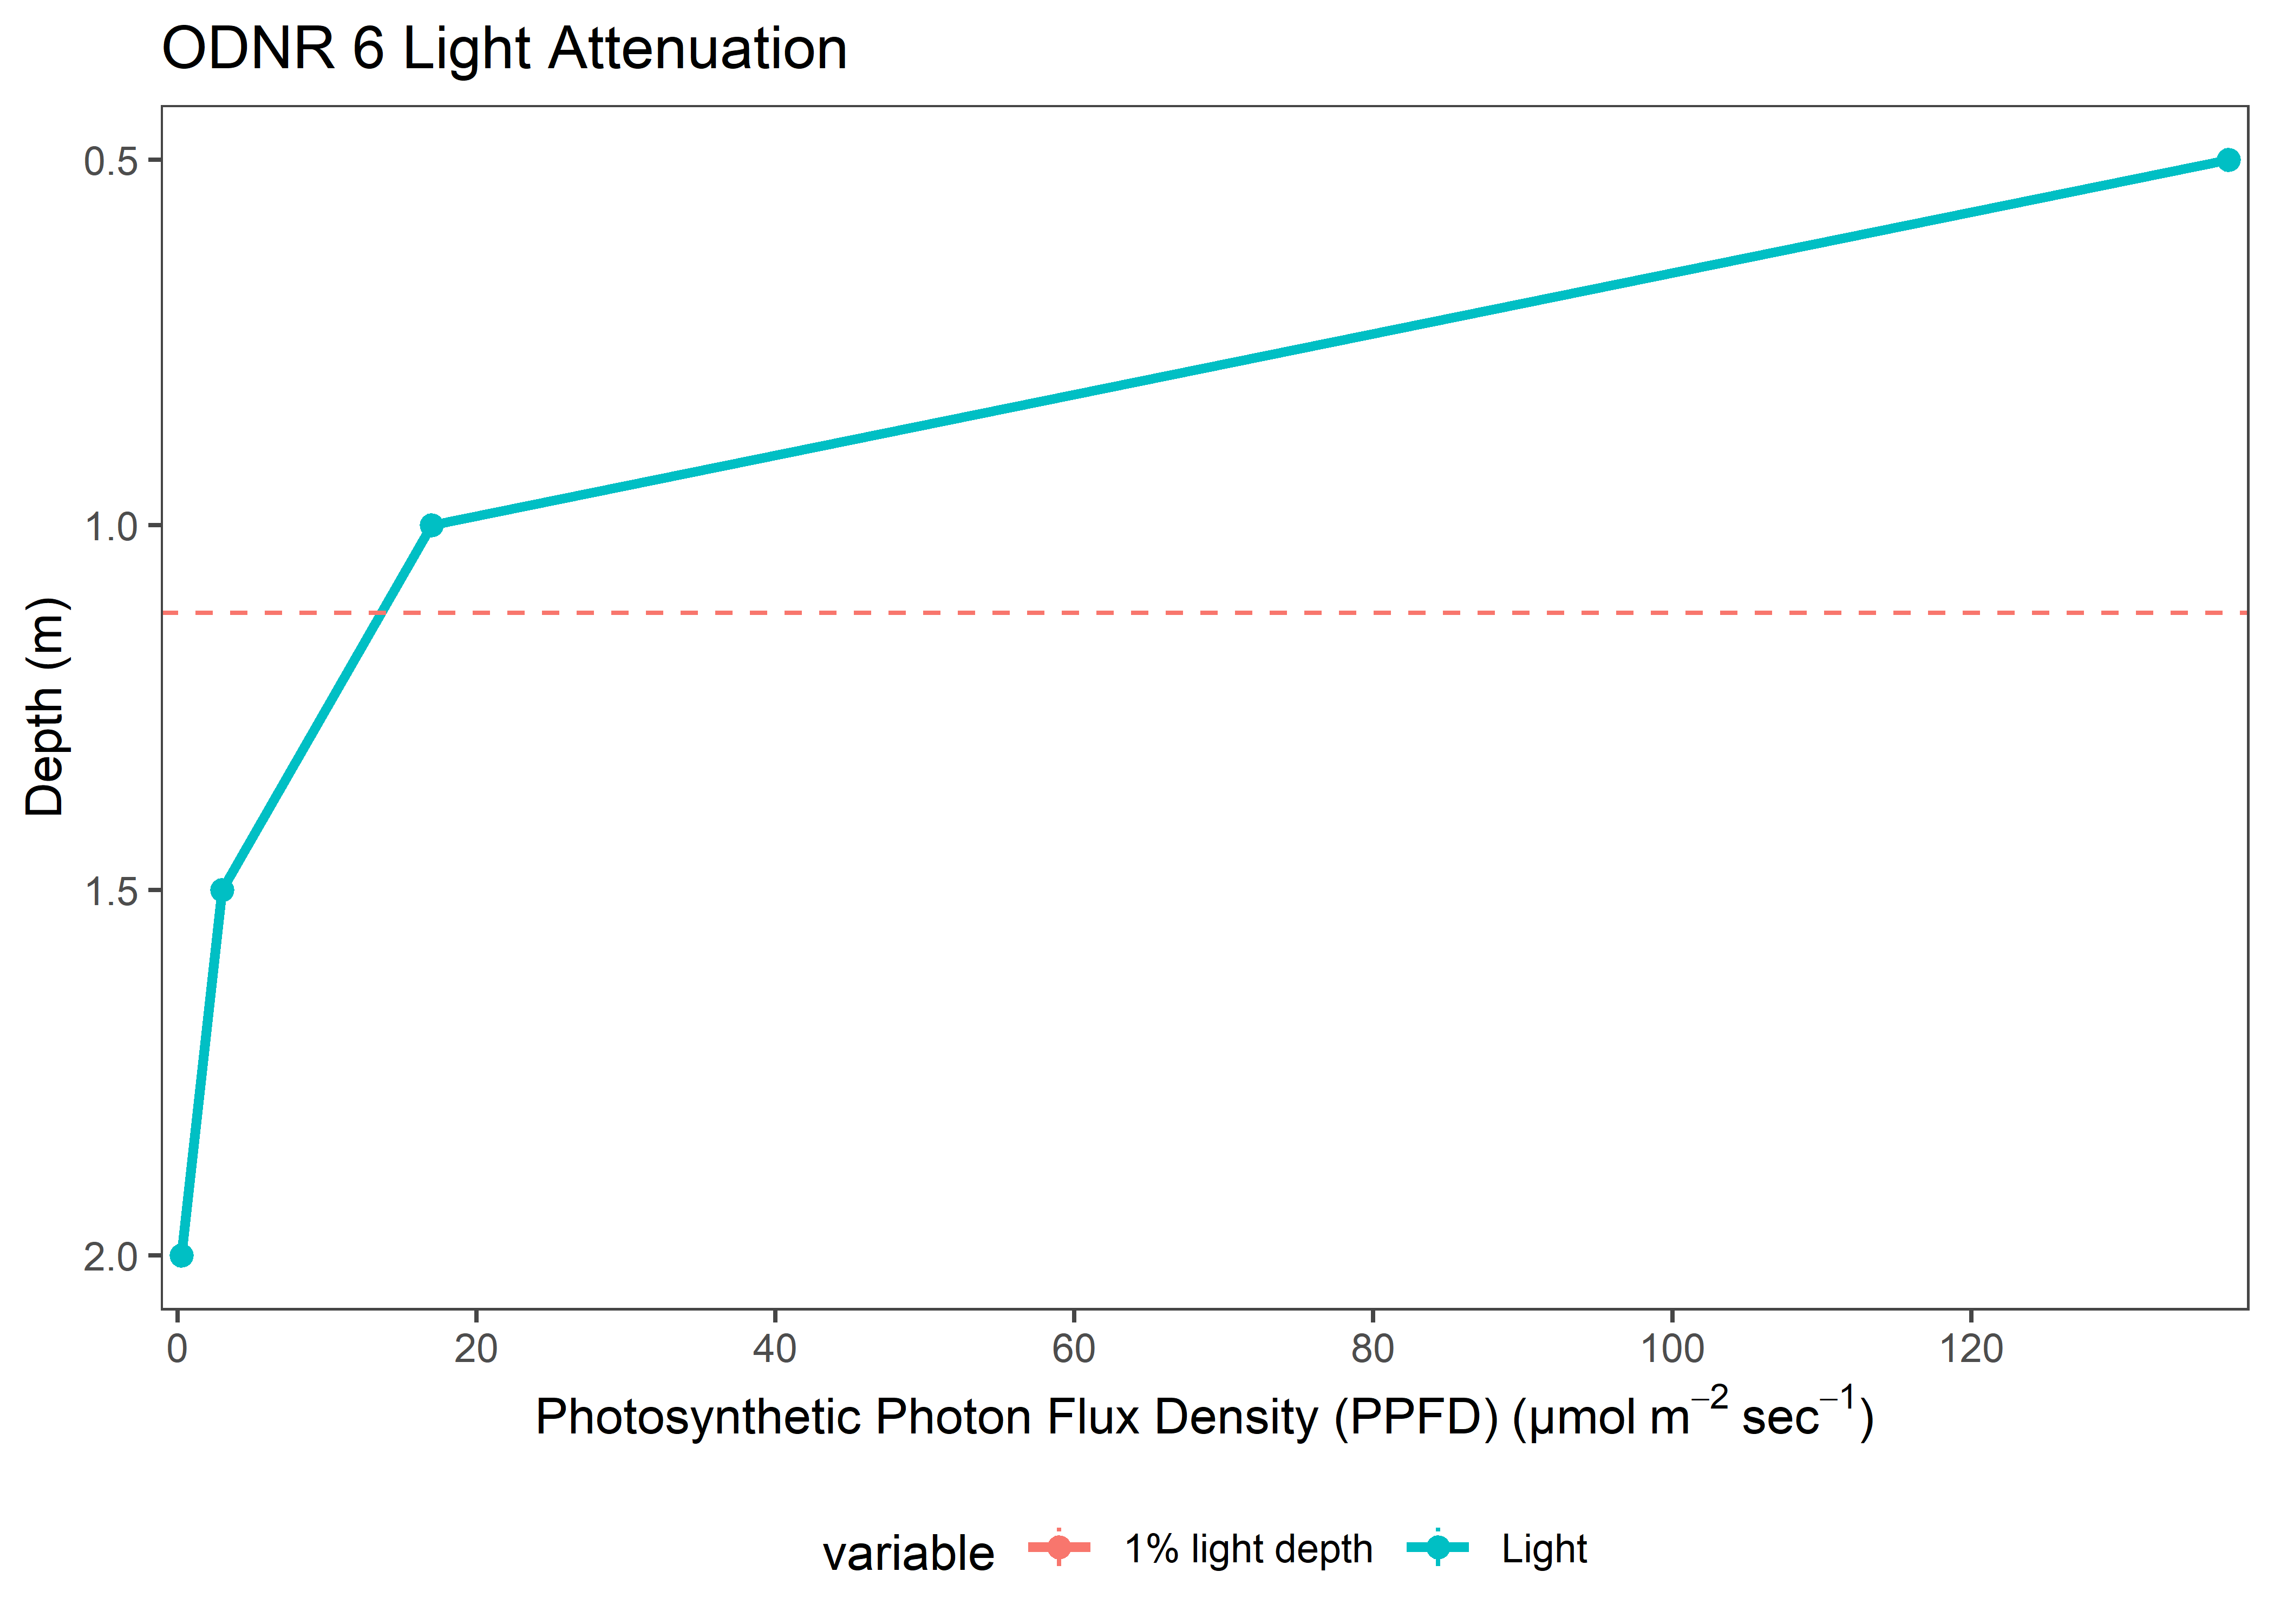 ODNR 6 Light Attenuation
Depth (m)
0.5
1.0
1.5
2.0
0 20 40 60 80 100 120
Photosynthetic Photon Flux Density (PPFD) (μmol m⁻² sec⁻¹)
variable 1% light depth Light